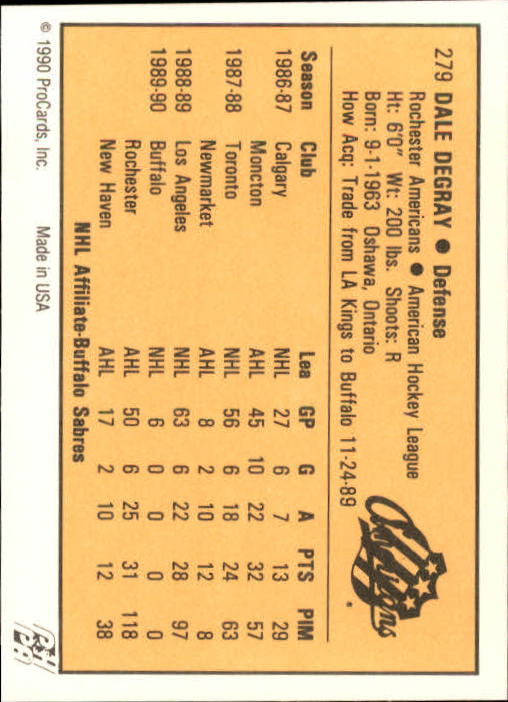 279 DALE DEGRAY ● Defense
Rochester Americans ● American Hockey League
Ht: 6'0" Wt: 200 lbs. Shoots: R
Born: 9-1-1963 Oshawa, Ontario
How Acq: Trade from LA Kings to Buffalo 11-24-89
Amerks
Season Club Lea GP G A PTS PIM
1986-87 Calgary NHL 27 6 7 13 29
Moncton AHL 45 10 22 32 57
1987-88 Toronto NHL 56 6 18 24 63
Newmarket AHL 8 2 10 12 8
1988-89 Los Angeles NHL 63 6 22 28 97
1989-90 Buffalo NHL 6 0 0 0 0
Rochester AHL 50 6 25 31 118
New Haven AHL 17 2 10 12 38
NHL Affiliate-Buffalo Sabres
© 1990 ProCards, Inc. Made in USA